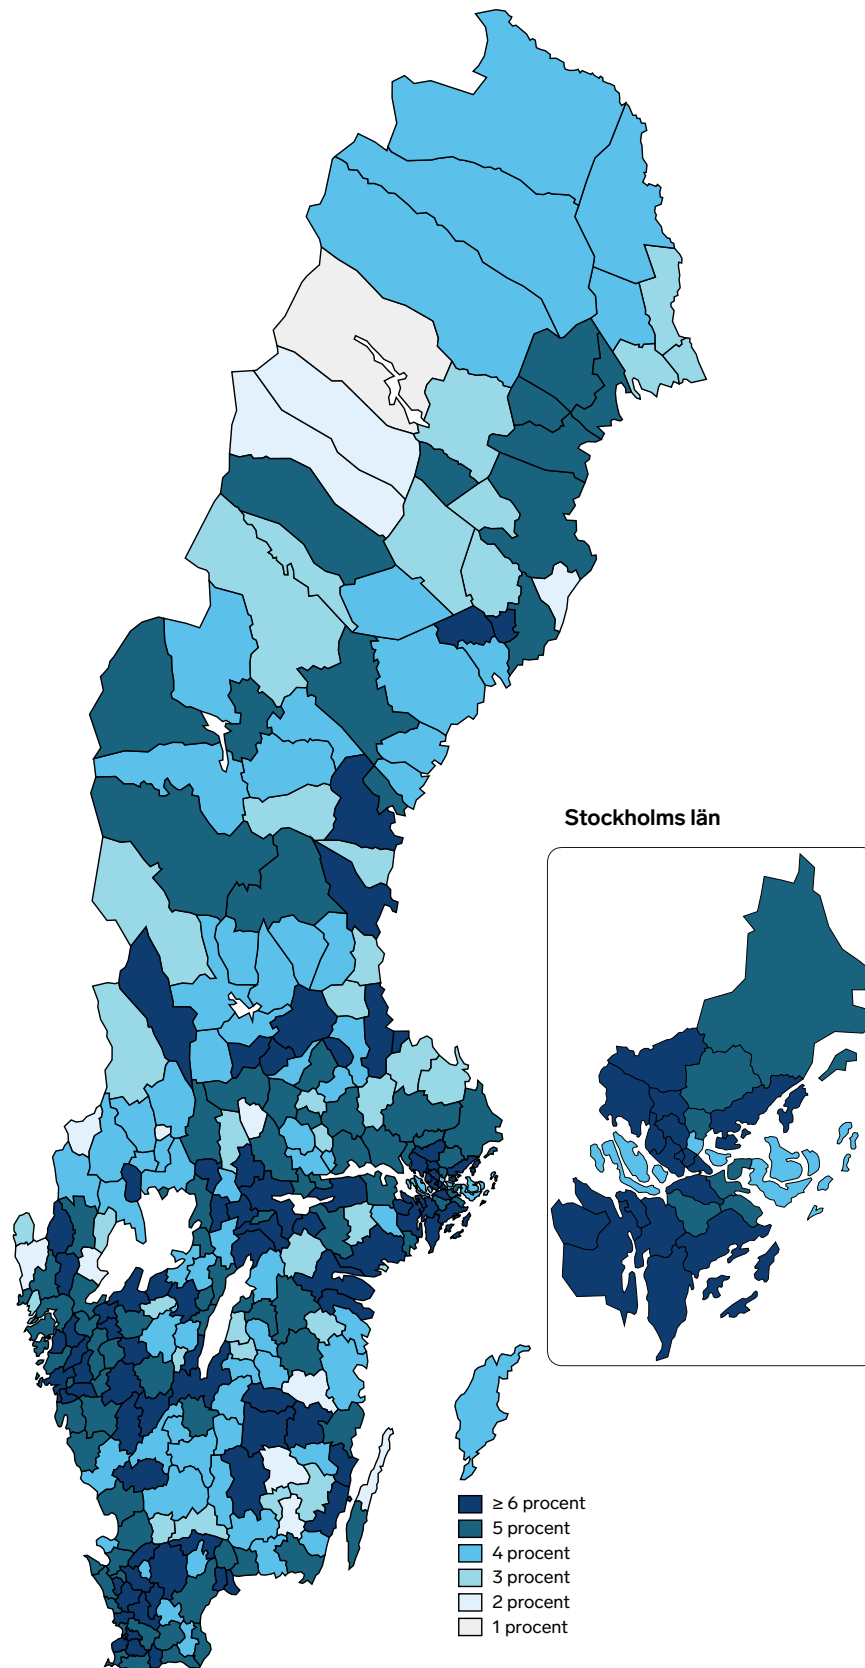 Stockholms län
≥ 6 procent
5 procent
4 procent
3 procent
2 procent
1 procent